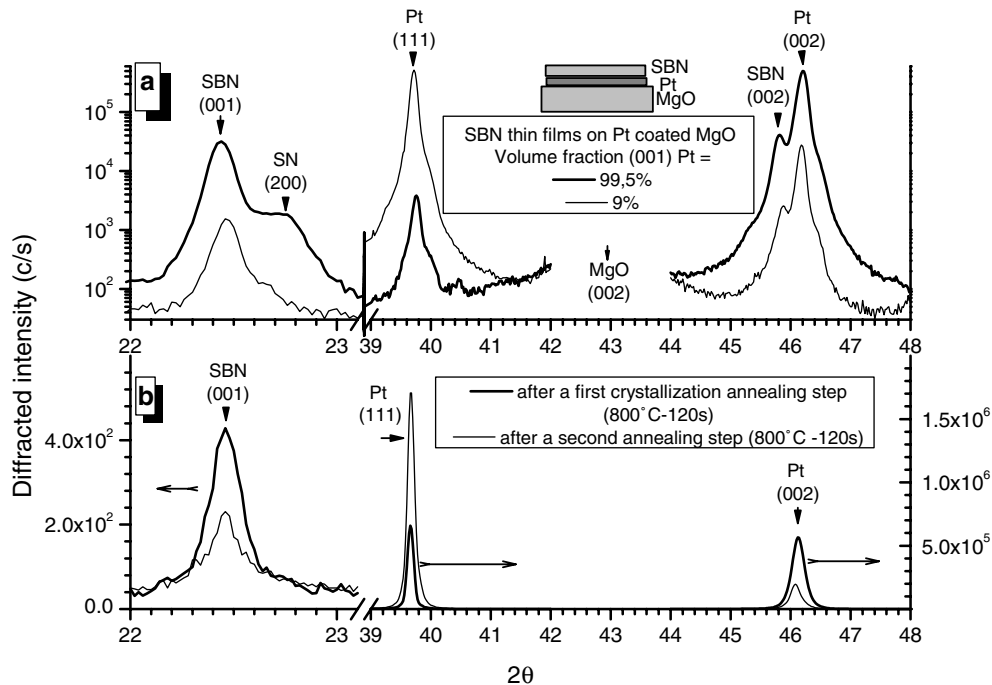 Pt
(111)
Pt
(002)
a
SBN
(001)
SN
(200)
SBN
Pt
MgO
SBN
(002)
SBN thin films on Pt coated MgO
Volume fraction (001) Pt =
99,5%
9%
10^5
10^4
10^3
10^2
MgO
(002)
22 23 39 40 41 42 43 44 45 46 47 48
b
SBN
(001)
Pt
(111)
after a first crystallization annealing step
(800°C-120s)
after a second annealing step (800°C -120s)
Pt
(002)
4.0x10^2
2.0x10^2
0.0
1.5x10^6
1.0x10^6
5.0x10^5
22 23 39 40 41 42 43 44 45 46 47 48
Diffracted intensity (c/s)
2θ